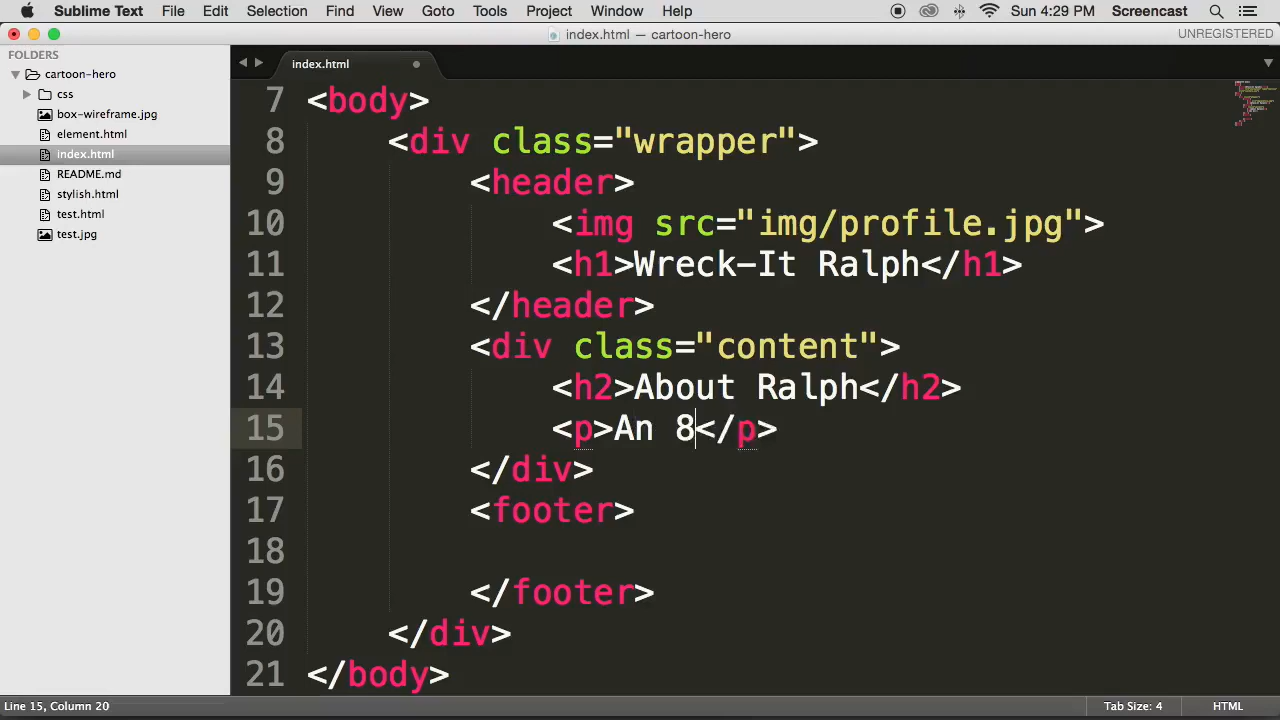 Sublime Text File Edit Selection Find View Goto Tools Project Window Help Sun 4:29 PM Screencast
index.html — cartoon-hero UNREGISTERED
FOLDERS
cartoon-hero
css
box-wireframe.jpg
element.html
index.html
README.md
stylish.html
test.html
test.jpg
index.html
7 <body>
8 <div class="wrapper">
9 <header>
10 <img src="img/profile.jpg">
11 <h1>Wreck-It Ralph</h1>
12 </header>
13 <div class="content">
14 <h2>About Ralph</h2>
15 <p>An 8</p>
16 </div>
17 <footer>
18
19 </footer>
20 </div>
21 </body>
Line 15, Column 20 Tab Size: 4 HTML